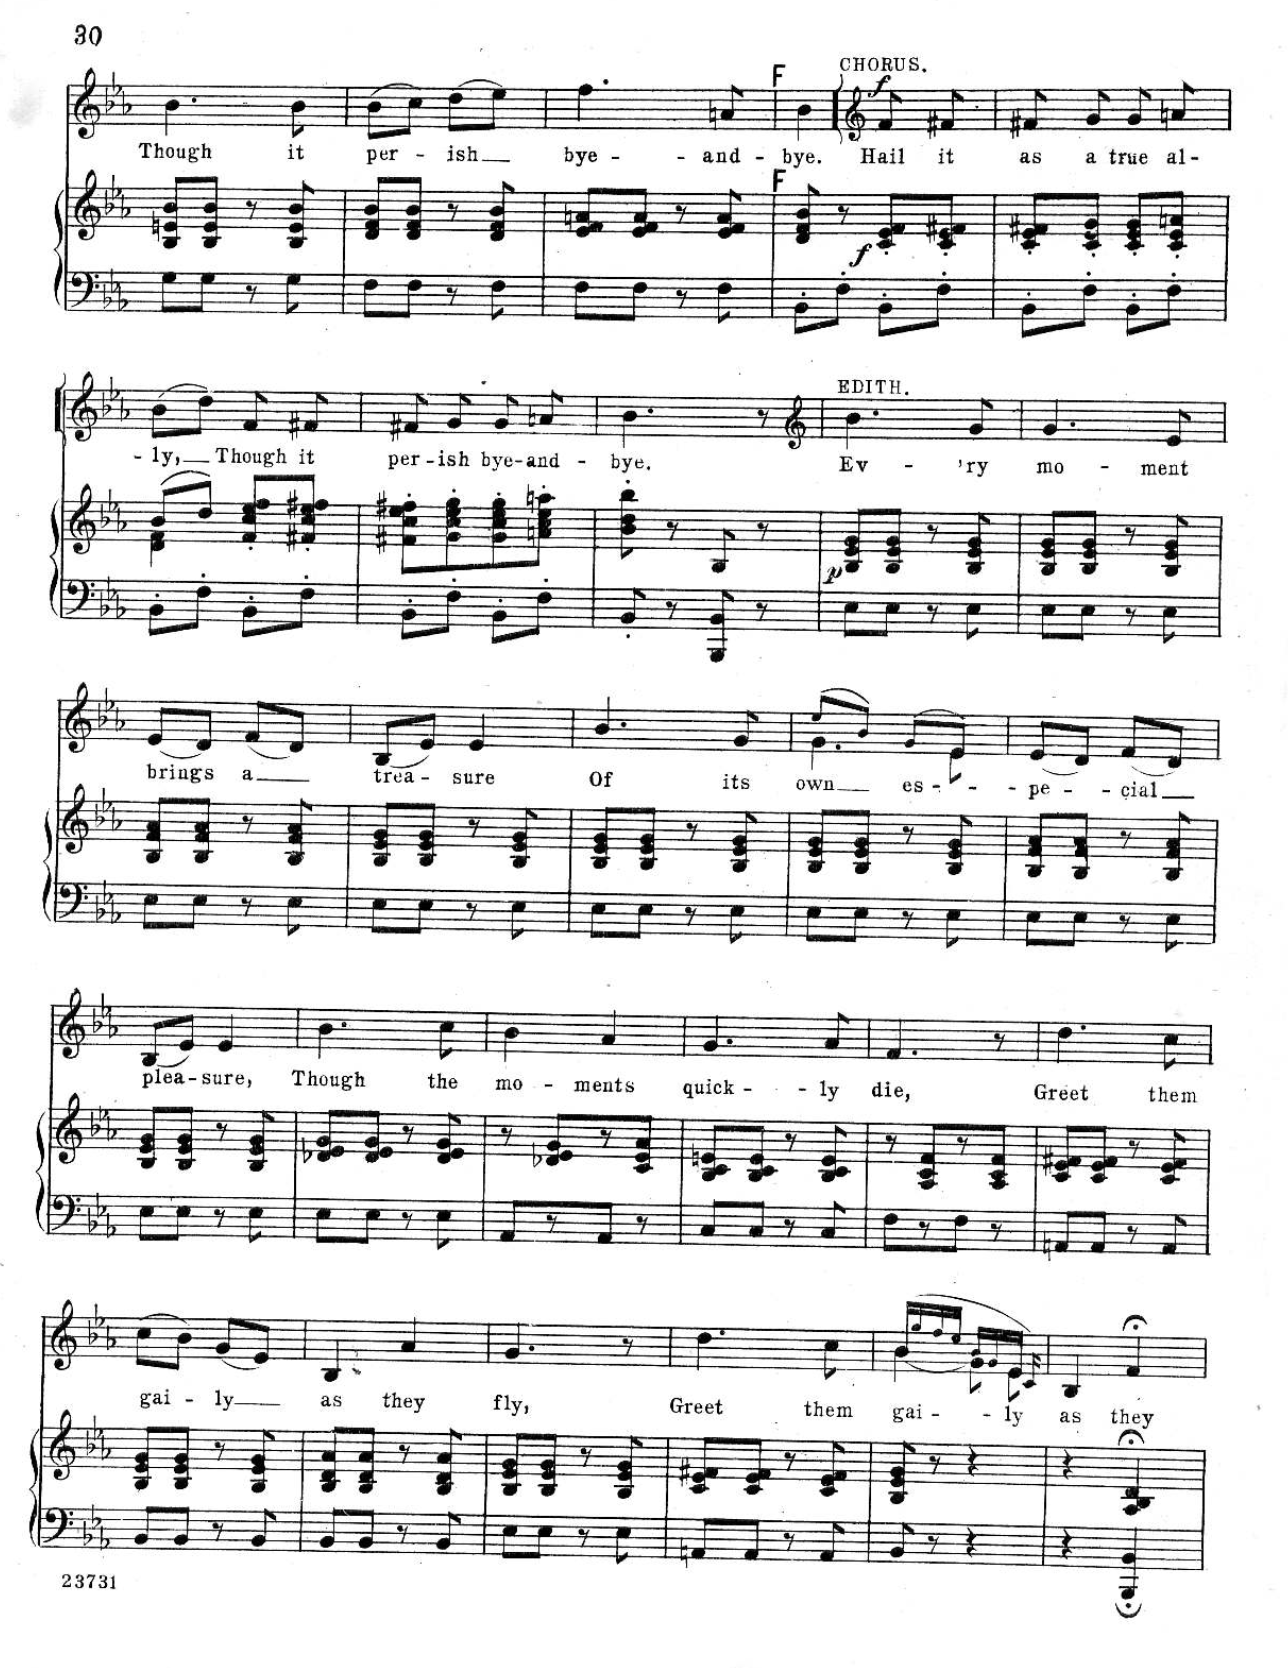 30
CHORUS.
F
f
Though it per - ish bye - - and - bye. Hail it as a true al-
F
f
EDITH.
- ly, Though it per-ish bye-and - bye. Ev - 'ry mo - ment
p
brings a trea - sure Of its own es - - pe - cial
plea-sure, Though the mo - ments quick - ly die, Greet them
gai - ly as they fly, Greet them gai - - ly as they
23731